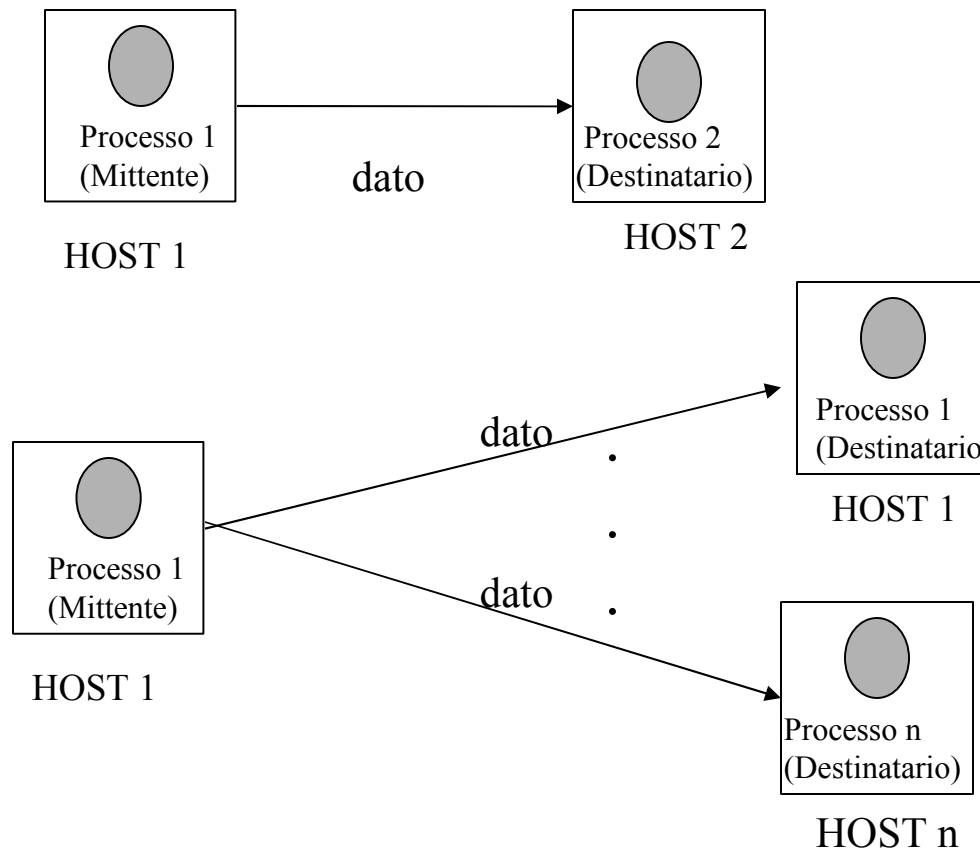 Processo 1
(Mittente)
dato
Processo 2
(Destinatario)
HOST 1
HOST 2
dato
Processo 1
(Destinatario
HOST 1
Processo 1
(Mittente)
HOST 1
dato
Processo n
(Destinatario)
HOST n